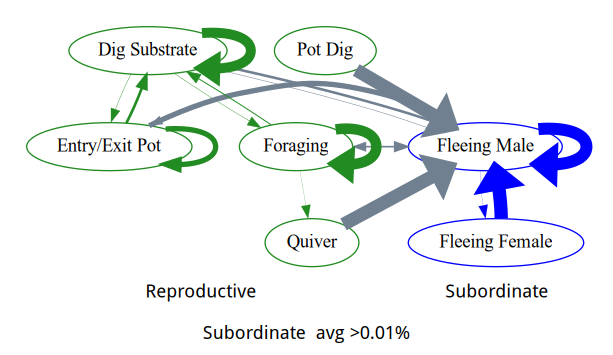 Dig Substrate
Pot Dig
Entry/Exit Pot
Foraging
Fleeing Male
Quiver
Fleeing Female
Reproductive
Subordinate
Subordinate avg >0.01%